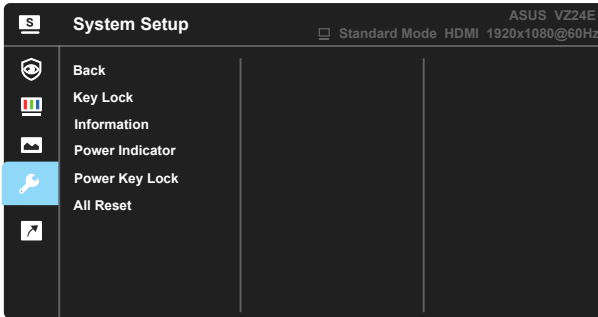 S
System Setup
ASUS VZ24E
Standard Mode HDMI 1920x1080@60Hz
Back
Key Lock
Information
Power Indicator
Power Key Lock
All Reset